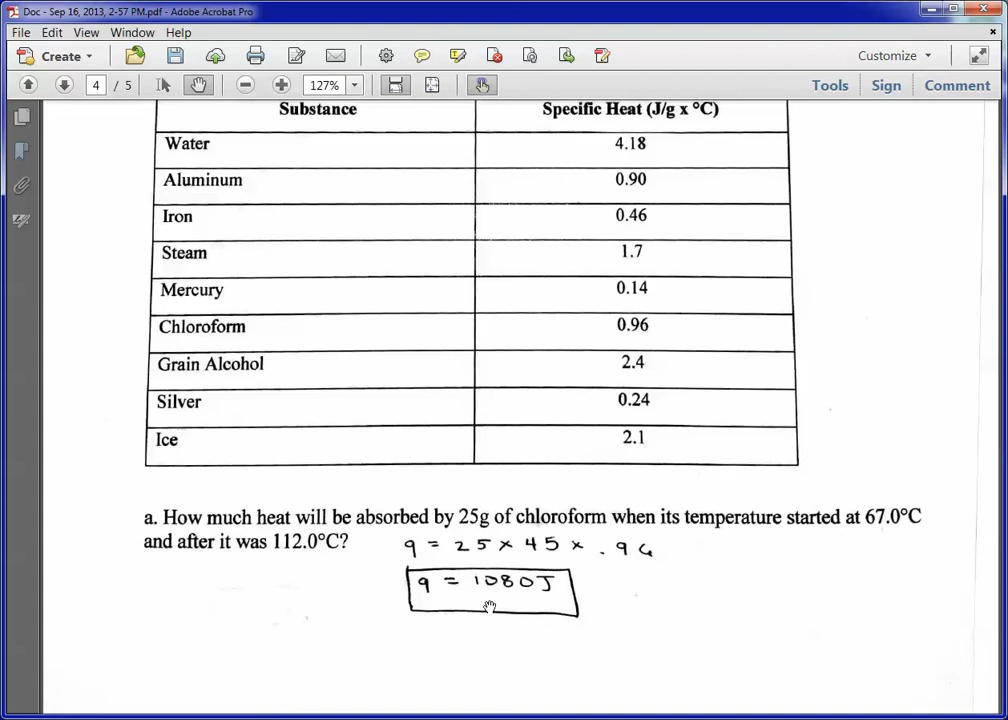 Doc - Sep 16, 2013, 2-57 PM.pdf - Adobe Acrobat Pro
File Edit View Window Help
Create Customize
4 / 5 127% Tools Sign Comment
Substance Specific Heat (J/g x °C)
Water 4.18
Aluminum 0.90
Iron 0.46
Steam 1.7
Mercury 0.14
Chloroform 0.96
Grain Alcohol 2.4
Silver 0.24
Ice 2.1
a. How much heat will be absorbed by 25g of chloroform when its temperature started at 67.0°C
and after it was 112.0°C?
q = 25 × 45 × .96
q = 1080J